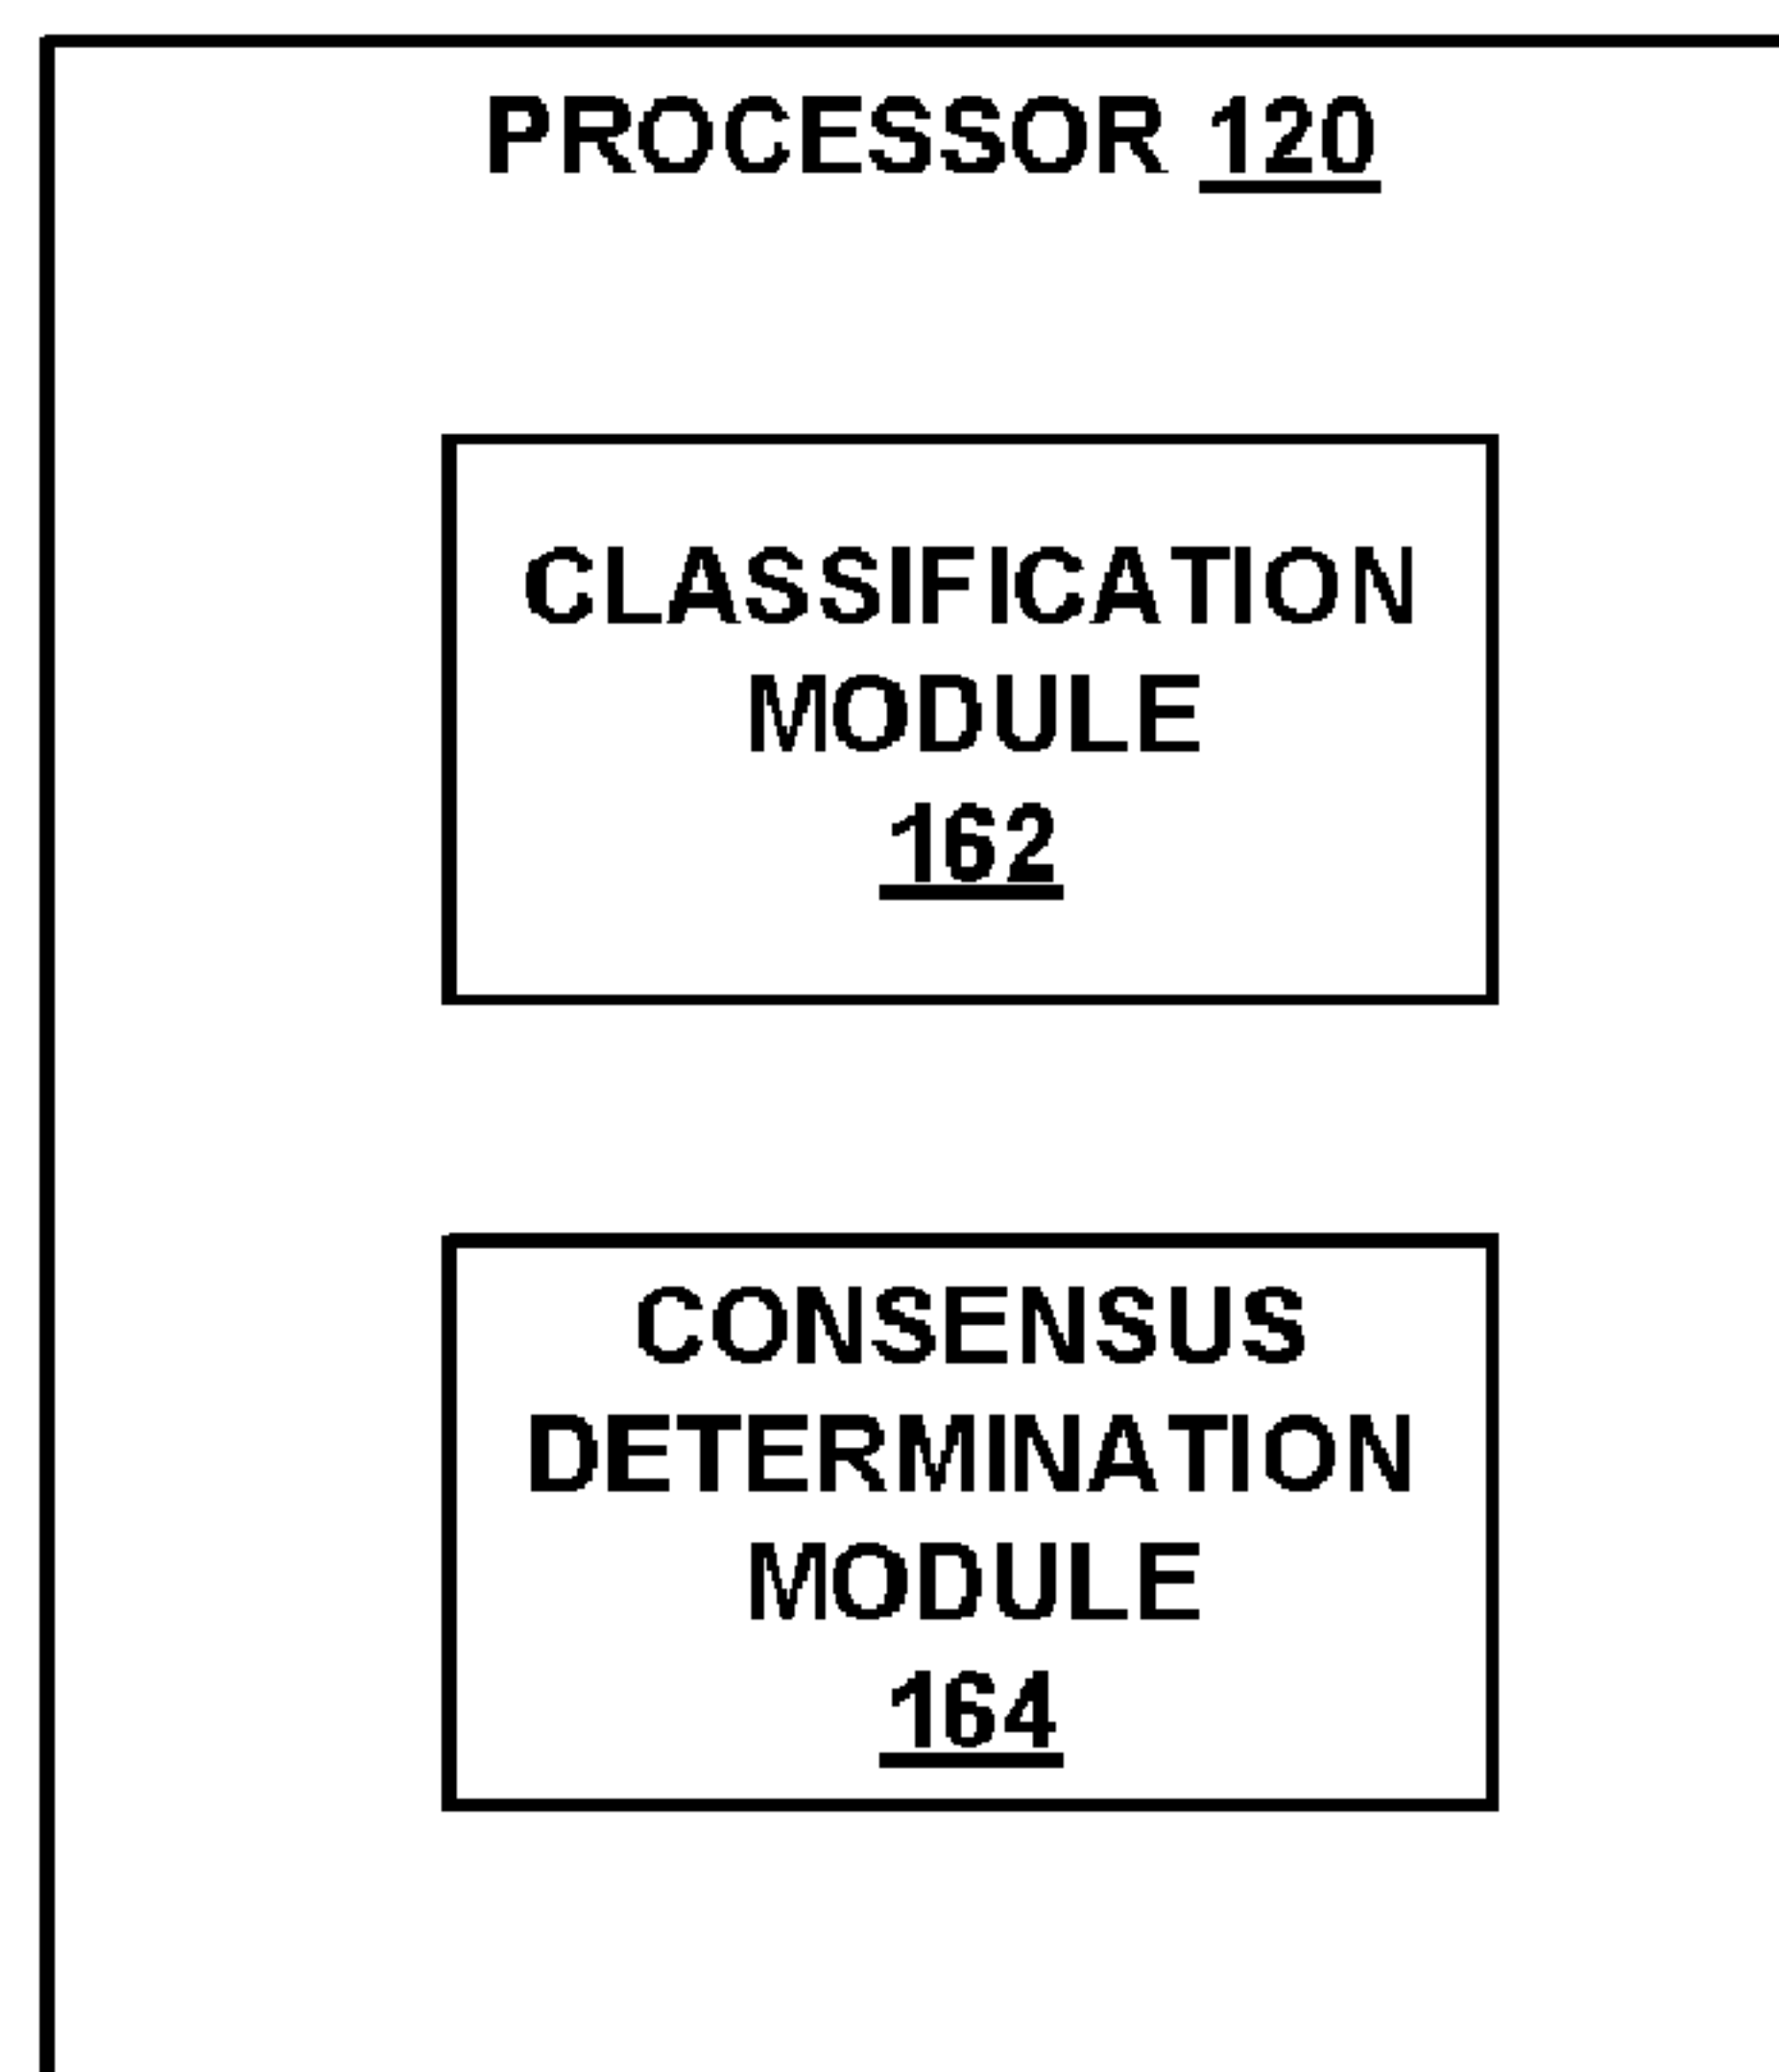 PROCESSOR 120
CLASSIFICATION
MODULE
162
CONSENSUS
DETERMINATION
MODULE
164